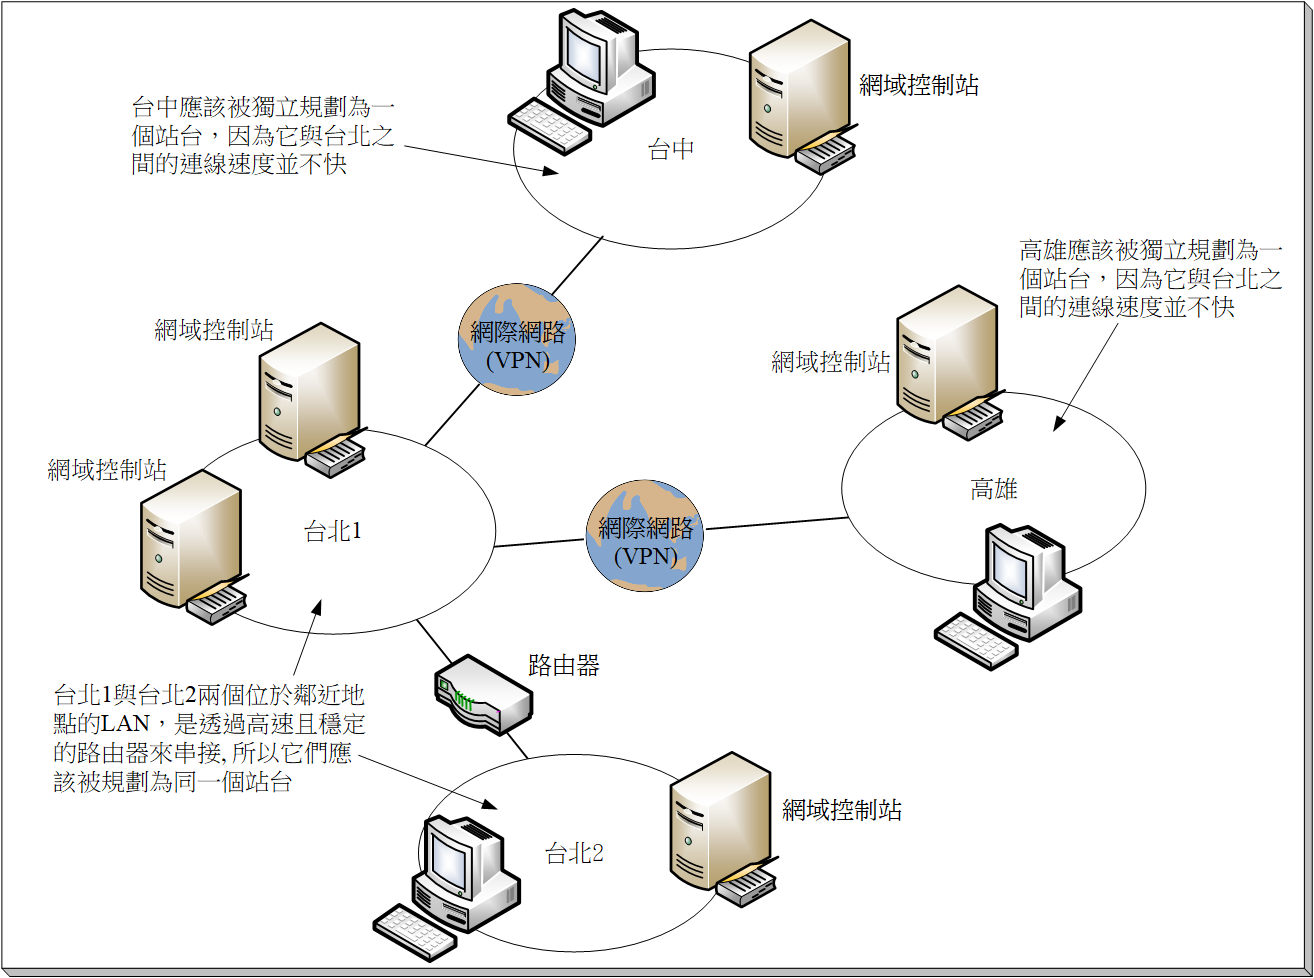 網域控制站
台中應該被獨立規劃為一
個站台，因為它與台北之
間的連線速度並不快
台中
高雄應該被獨立規劃為一
個站台，因為它與台北之
間的連線速度並不快
網域控制站
網際網路
(VPN)
網域控制站
網域控制站
高雄
台北1
網際網路
(VPN)
路由器
台北1與台北2兩個位於鄰近地
點的LAN，是透過高速且穩定
的路由器來串接, 所以它們應
該被規劃為同一個站台
網域控制站
台北2